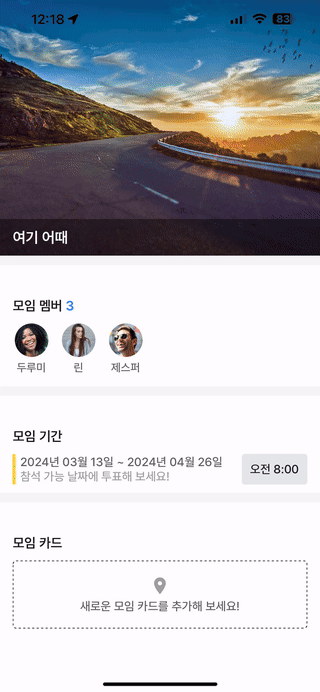 12:18
83
여기 어때
모임 멤버 3
두루미 린 제스퍼
모임 기간
2024년 03월 13일 ~ 2024년 04월 26일
참석 가능 날짜에 투표해 보세요!
오전 8:00
모임 카드
새로운 모임 카드를 추가해 보세요!